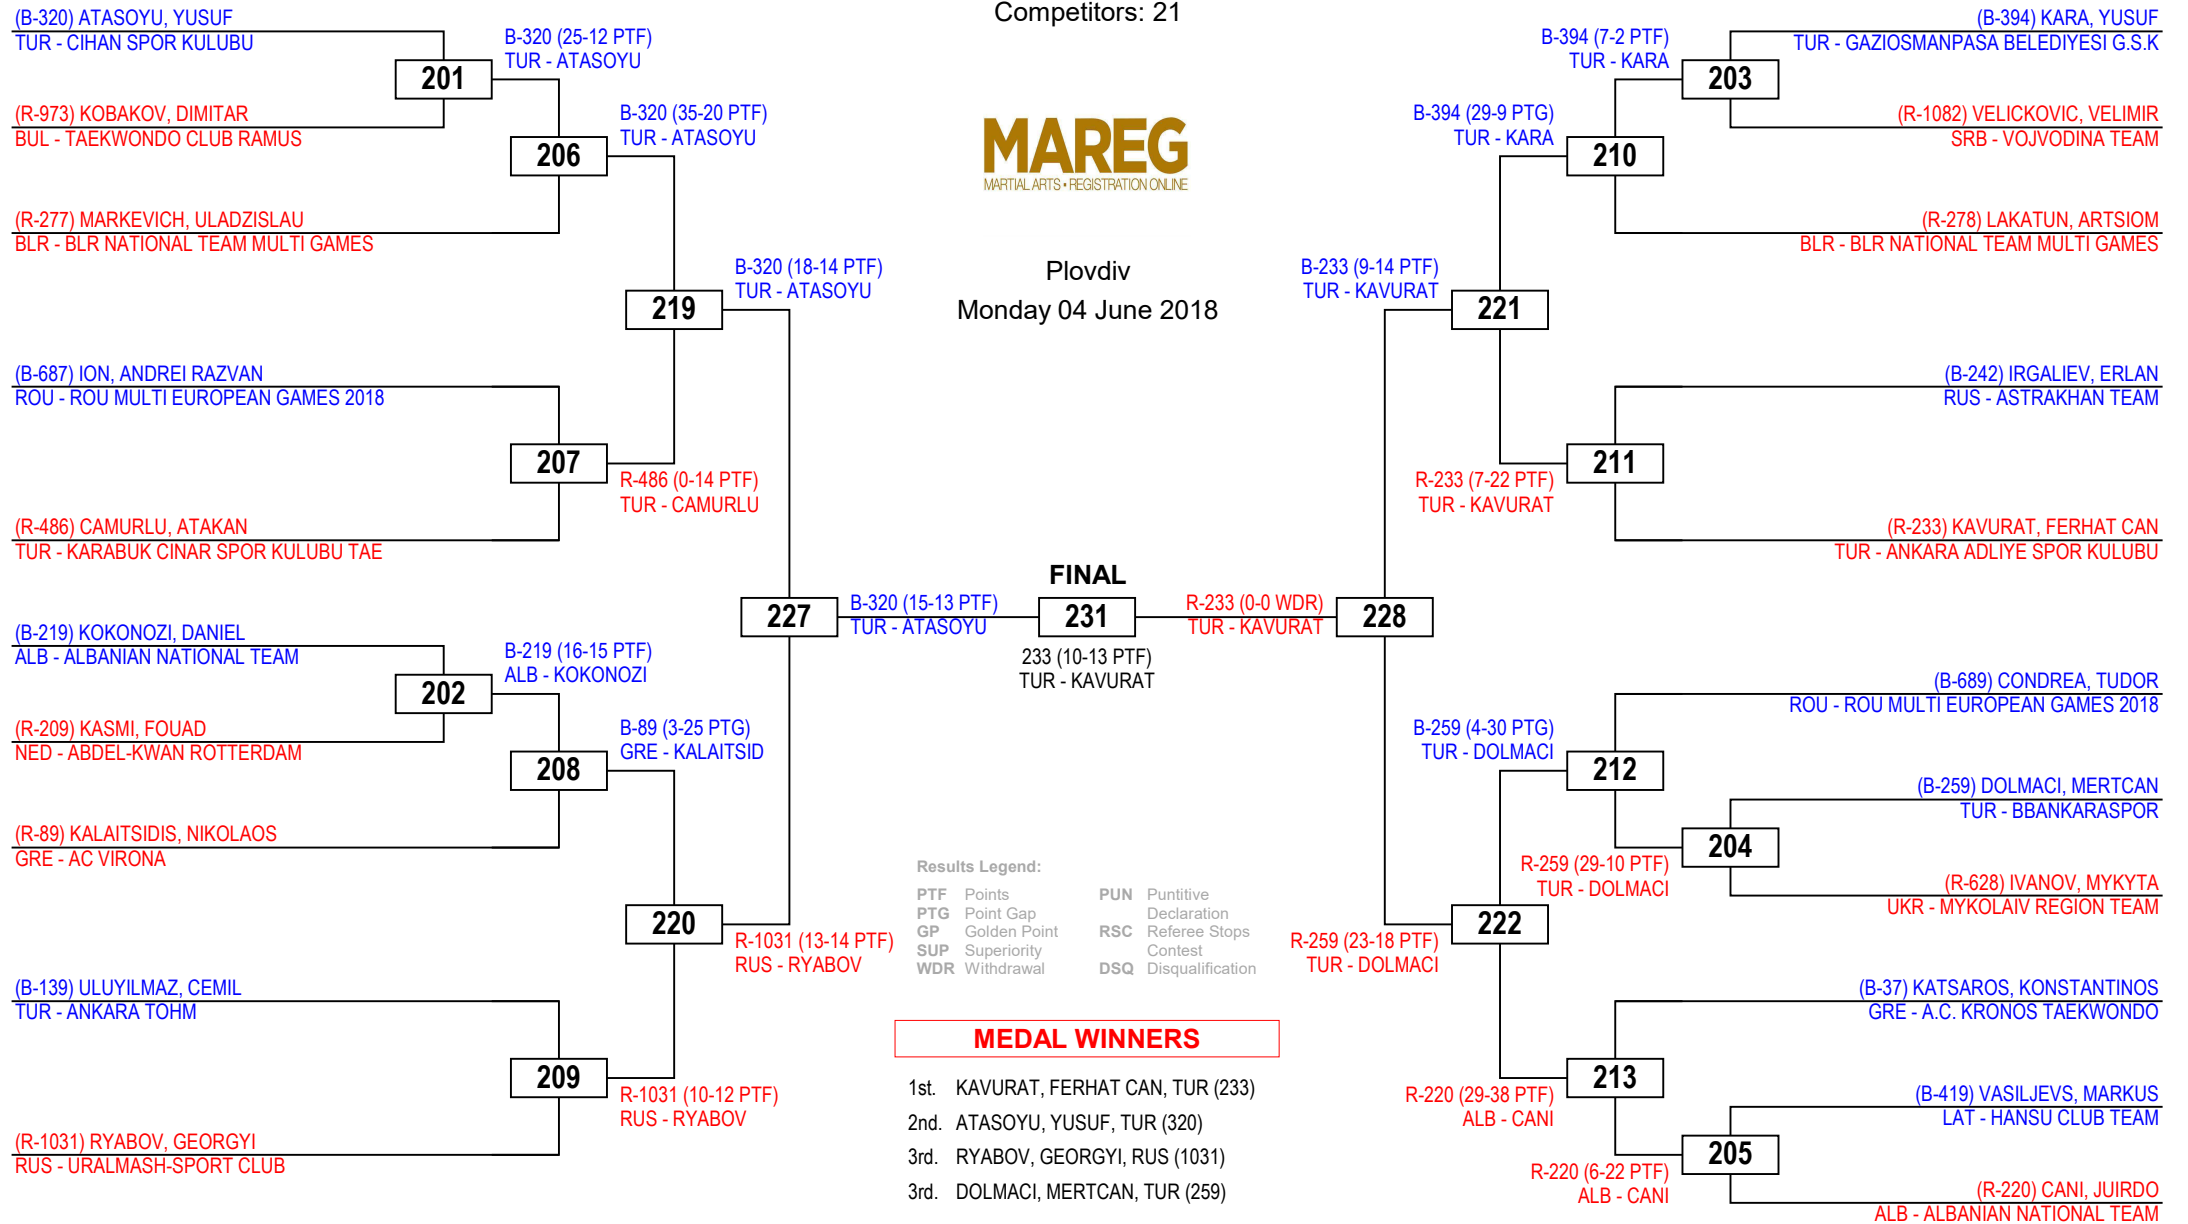 Competitors: 21
(B-320) ATASOYU, YUSUF
TUR - CIHAN SPOR KULUBU
201
B-320 (25-12 PTF)
TUR - ATASOYU
(R-973) KOBAKOV, DIMITAR
BUL - TAEKWONDO CLUB RAMUS
206
B-320 (35-20 PTF)
TUR - ATASOYU
(R-277) MARKEVICH, ULADZISLAU
BLR - BLR NATIONAL TEAM MULTI GAMES
219
B-320 (18-14 PTF)
TUR - ATASOYU
(B-687) ION, ANDREI RAZVAN
ROU - ROU MULTI EUROPEAN GAMES 2018
207
R-486 (0-14 PTF)
TUR - CAMURLU
(R-486) CAMURLU, ATAKAN
TUR - KARABUK CINAR SPOR KULUBU TAE
227
B-320 (15-13 PTF)
TUR - ATASOYU
(B-219) KOKONOZI, DANIEL
ALB - ALBANIAN NATIONAL TEAM
202
B-219 (16-15 PTF)
ALB - KOKONOZI
(R-209) KASMI, FOUAD
NED - ABDEL-KWAN ROTTERDAM
208
B-89 (3-25 PTG)
GRE - KALAITSID
(R-89) KALAITSIDIS, NIKOLAOS
GRE - AC VIRONA
220
R-1031 (13-14 PTF)
RUS - RYABOV
(B-139) ULUYILMAZ, CEMIL
TUR - ANKARA TOHM
209
R-1031 (10-12 PTF)
RUS - RYABOV
(R-1031) RYABOV, GEORGYI
RUS - URALMASH-SPORT CLUB
MAREG
MARTIAL ARTS • REGISTRATION ONLINE
Plovdiv
Monday 04 June 2018
FINAL
231
233 (10-13 PTF)
TUR - KAVURAT
Results Legend:
PTF Points
PTG Point Gap
GP Golden Point
SUP Superiority
WDR Withdrawal
PUN Puntitive
Declaration
RSC Referee Stops
Contest
DSQ Disqualification
MEDAL WINNERS
1st. KAVURAT, FERHAT CAN, TUR (233)
2nd. ATASOYU, YUSUF, TUR (320)
3rd. RYABOV, GEORGYI, RUS (1031)
3rd. DOLMACI, MERTCAN, TUR (259)
(B-394) KARA, YUSUF
TUR - GAZIOSMANPASA BELEDIYESI G.S.K
B-394 (7-2 PTF)
TUR - KARA
203
(R-1082) VELICKOVIC, VELIMIR
SRB - VOJVODINA TEAM
B-394 (29-9 PTG)
TUR - KARA
210
(R-278) LAKATUN, ARTSIOM
BLR - BLR NATIONAL TEAM MULTI GAMES
B-233 (9-14 PTF)
TUR - KAVURAT
221
(B-242) IRGALIEV, ERLAN
RUS - ASTRAKHAN TEAM
211
R-233 (7-22 PTF)
TUR - KAVURAT
(R-233) KAVURAT, FERHAT CAN
TUR - ANKARA ADLIYE SPOR KULUBU
R-233 (0-0 WDR)
TUR - KAVURAT
228
(B-689) CONDREA, TUDOR
ROU - ROU MULTI EUROPEAN GAMES 2018
B-259 (4-30 PTG)
TUR - DOLMACI
212
(B-259) DOLMACI, MERTCAN
TUR - BBANKARASPOR
204
R-259 (29-10 PTF)
TUR - DOLMACI
(R-628) IVANOV, MYKYTA
UKR - MYKOLAIV REGION TEAM
222
R-259 (23-18 PTF)
TUR - DOLMACI
(B-37) KATSAROS, KONSTANTINOS
GRE - A.C. KRONOS TAEKWONDO
213
R-220 (29-38 PTF)
ALB - CANI
(B-419) VASILJEVS, MARKUS
LAT - HANSU CLUB TEAM
205
R-220 (6-22 PTF)
ALB - CANI
(R-220) CANI, JUIRDO
ALB - ALBANIAN NATIONAL TEAM